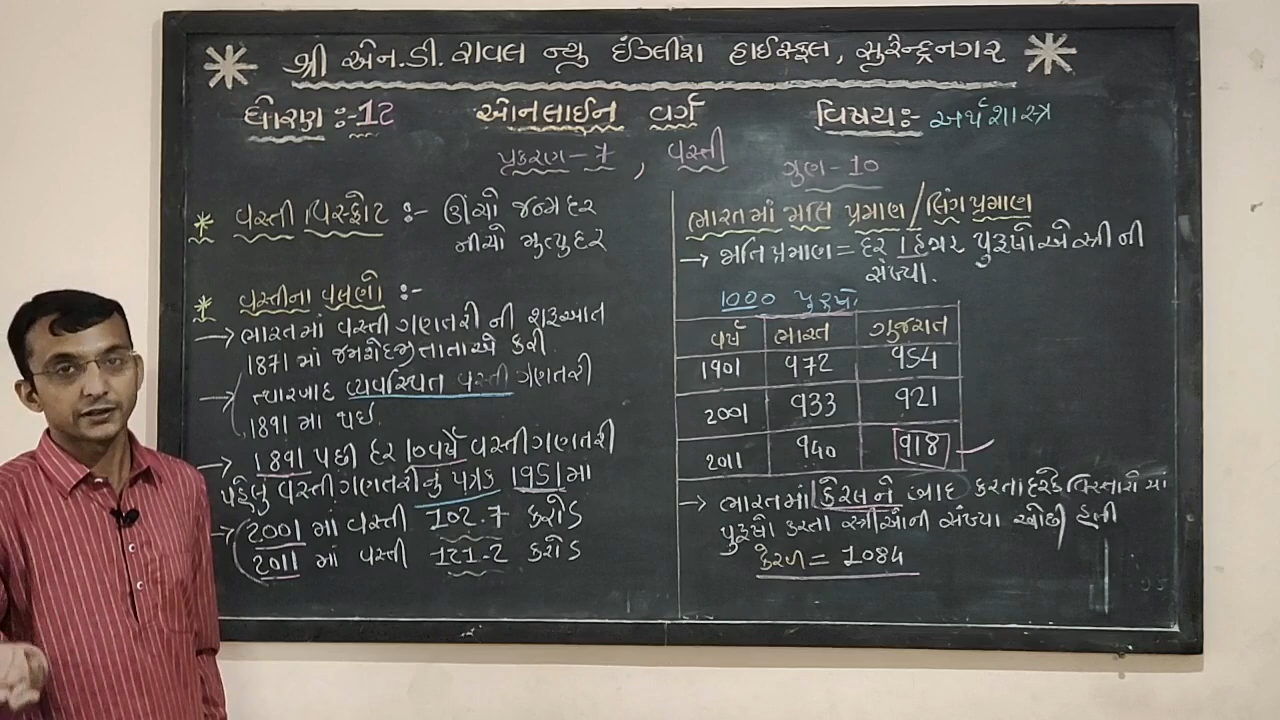 શ્રી એન.ડી. રાવલ ન્યુ ઈંગ્લીશ હાઈસ્કૂલ, સુરેન્દ્રનગર
ધોરણ :- 12 ઓનલાઈન વર્ગ વિષય:- અર્થશાસ્ત્ર
પ્રકરણ - 7, વસ્તી ગુણ - 10
* વસ્તી વિસ્ફોટ :- ઊંચો જન્મદર
નીચો મૃત્યુદર
* વસ્તીના વલણો :-
→ ભારતમાં વસ્તી ગણતરી ની શરૂઆત
1871 માં જમશેદજી તાતાએ કરી
→ ત્યારબાદ વ્યવસ્થિત વસ્તી ગણતરી
1891 માં થઈ.
→ 1891 પછી દર 10 વર્ષે વસ્તીગણતરી
પહેલું વસ્તીગણતરીનું પત્રક 1951 માં
→ 2001 માં વસ્તી 102.7 કરોડ
2011 માં વસ્તી 121.2 કરોડ
ભારતમાં જાતિ પ્રમાણ / લિંગ પ્રમાણ
→ જાતિ પ્રમાણ = દર 1 હજાર પુરૂષોએ સ્ત્રી ની
સંખ્યા.
1000 પુરૂષો
વર્ષ ભારત ગુજરાત
1901 972 954
2001 933 921
2011 940 918
→ ભારતમાં કેરલને બાદ કરતા દરેક વિસ્તારો માં
પુરૂષો કરતા સ્ત્રીઓની સંખ્યા ઓછી હતી
કેરળ = 1084